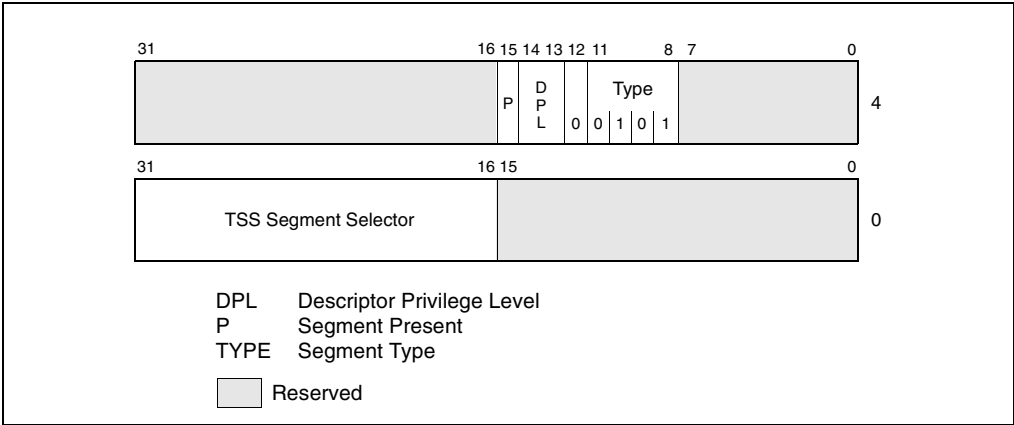 31 16 15 14 13 12 11 8 7 0
P DPL 0 Type 0 1 0 1 4
31 16 15 0
TSS Segment Selector 0
DPL Descriptor Privilege Level
P Segment Present
TYPE Segment Type
Reserved